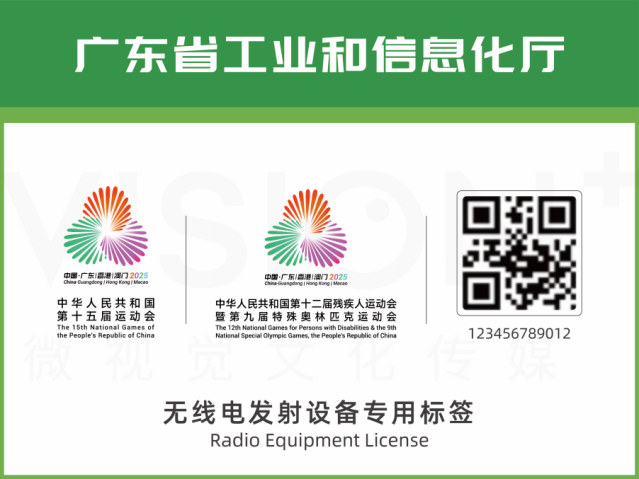 广东省工业和信息化厅
VISION+
中国·广东|香港|澳门 2025
China·Guangdong | Hong Kong | Macao
中华人民共和国
第十五届运动会
The 15th National Games of
the People's Republic of China
中国·广东|香港|澳门 2025
China·Guangdong | Hong Kong | Macao
中华人民共和国第十二届残疾人运动会
暨第九届特殊奥林匹克运动会
The 12th National Games for Persons with Disabilities & the 9th
National Special Olympic Games, the People's Republic of China
123456789012
微视觉文化传媒
无线电发射设备专用标签
Radio Equipment License